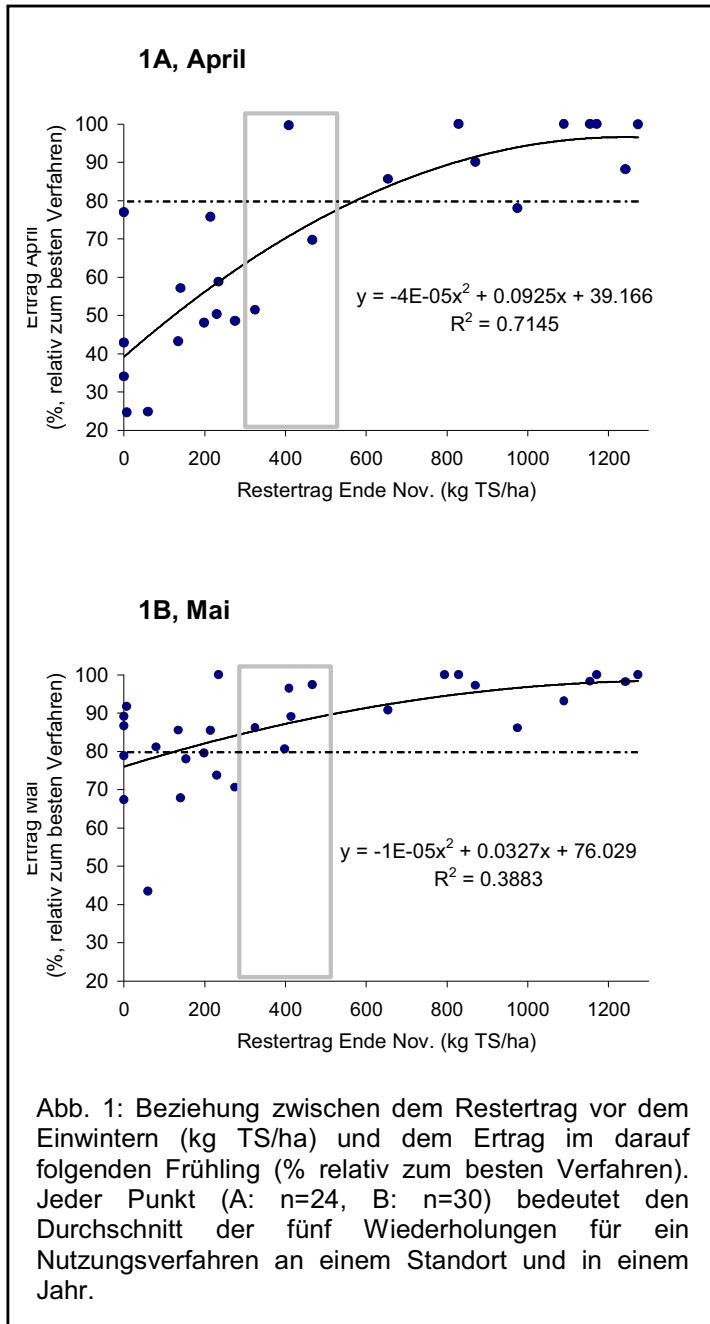 1A, April
Ertrag April
(%, relativ zum besten Verfahren)
100
90
80
70
60
50
40
30
20
y = -4E-05x² + 0.0925x + 39.166
R² = 0.7145
0 200 400 600 800 1000 1200
Restertrag Ende Nov. (kg TS/ha)
1B, Mai
Ertrag Mai
(%, relativ zum besten Verfahren)
100
90
80
70
60
50
40
30
20
y = -1E-05x² + 0.0327x + 76.029
R² = 0.3883
0 200 400 600 800 1000 1200
Restertrag Ende Nov. (kg TS/ha)
Abb. 1: Beziehung zwischen dem Restertrag vor dem
Einwintern (kg TS/ha) und dem Ertrag im darauf
folgenden Frühling (% relativ zum besten Verfahren).
Jeder Punkt (A: n=24, B: n=30) bedeutet den
Durchschnitt der fünf Wiederholungen für ein
Nutzungsverfahren an einem Standort und in einem
Jahr.